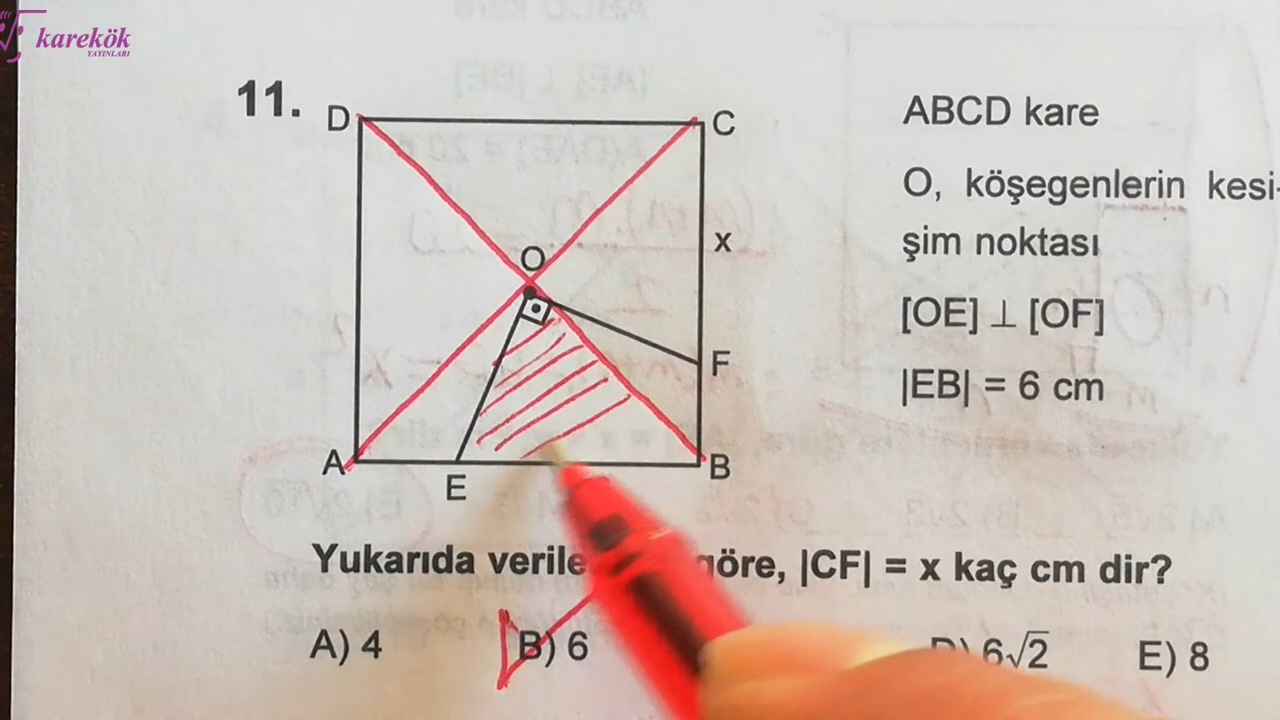 karekök
YAYINLARI
11.
D
C
ABCD kare
O, köşegenlerin kesi-
şim noktası
[OE] ⊥ [OF]
|EB| = 6 cm
x
O
F
A
B
E
Yukarıda verile göre, |CF| = x kaç cm dir?
A) 4
B) 6
D) 6√2
E) 8